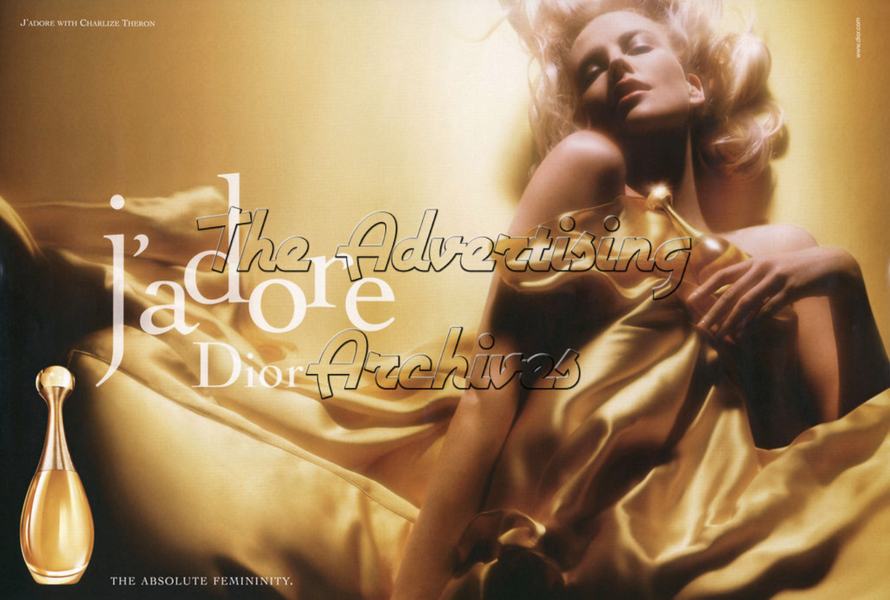 J'ADORE WITH CHARLIZE THERON
www.dior.com
j'adore
Dior
The Advertising
Archives
THE ABSOLUTE FEMININITY.